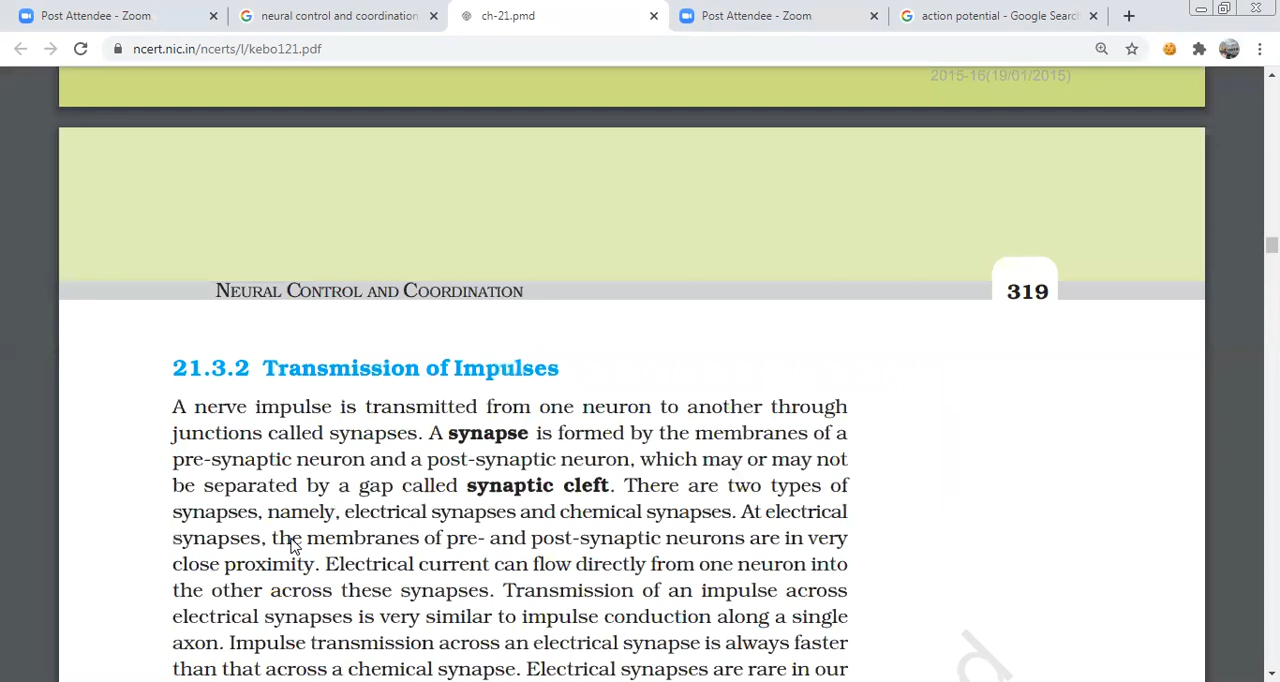 Post Attendee - Zoom
neural control and coordination
ch-21.pmd
Post Attendee - Zoom
action potential - Google Search
ncert.nic.in/ncerts/l/kebo121.pdf
2015-16(19/01/2015)
NEURAL CONTROL AND COORDINATION
319
21.3.2 Transmission of Impulses
A nerve impulse is transmitted from one neuron to another through
junctions called synapses. A synapse is formed by the membranes of a
pre-synaptic neuron and a post-synaptic neuron, which may or may not
be separated by a gap called synaptic cleft. There are two types of
synapses, namely, electrical synapses and chemical synapses. At electrical
synapses, the membranes of pre- and post-synaptic neurons are in very
close proximity. Electrical current can flow directly from one neuron into
the other across these synapses. Transmission of an impulse across
electrical synapses is very similar to impulse conduction along a single
axon. Impulse transmission across an electrical synapse is always faster
than that across a chemical synapse. Electrical synapses are rare in our
d